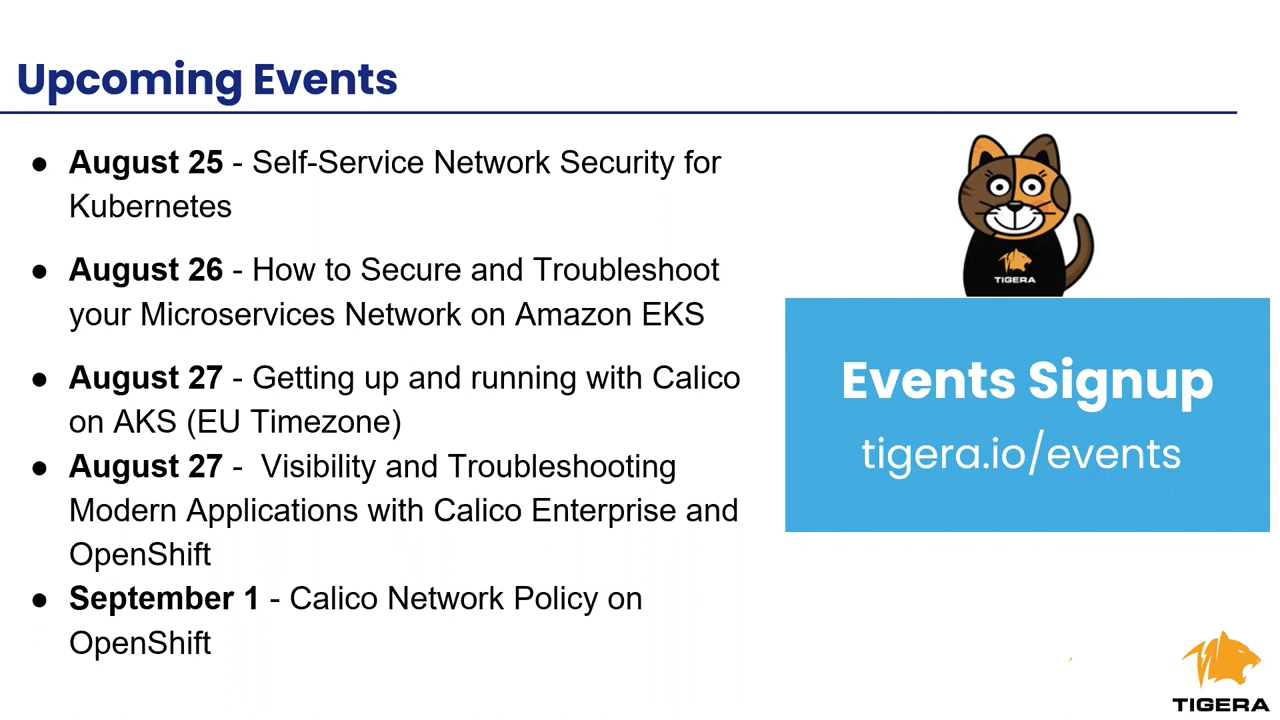 Upcoming Events
● August 25 - Self-Service Network Security for
Kubernetes
● August 26 - How to Secure and Troubleshoot
your Microservices Network on Amazon EKS
● August 27 - Getting up and running with Calico
on AKS (EU Timezone)
● August 27 -  Visibility and Troubleshooting
Modern Applications with Calico Enterprise and
OpenShift
● September 1 - Calico Network Policy on
OpenShift
TIGERA
Events Signup
tigera.io/events
TIGERA